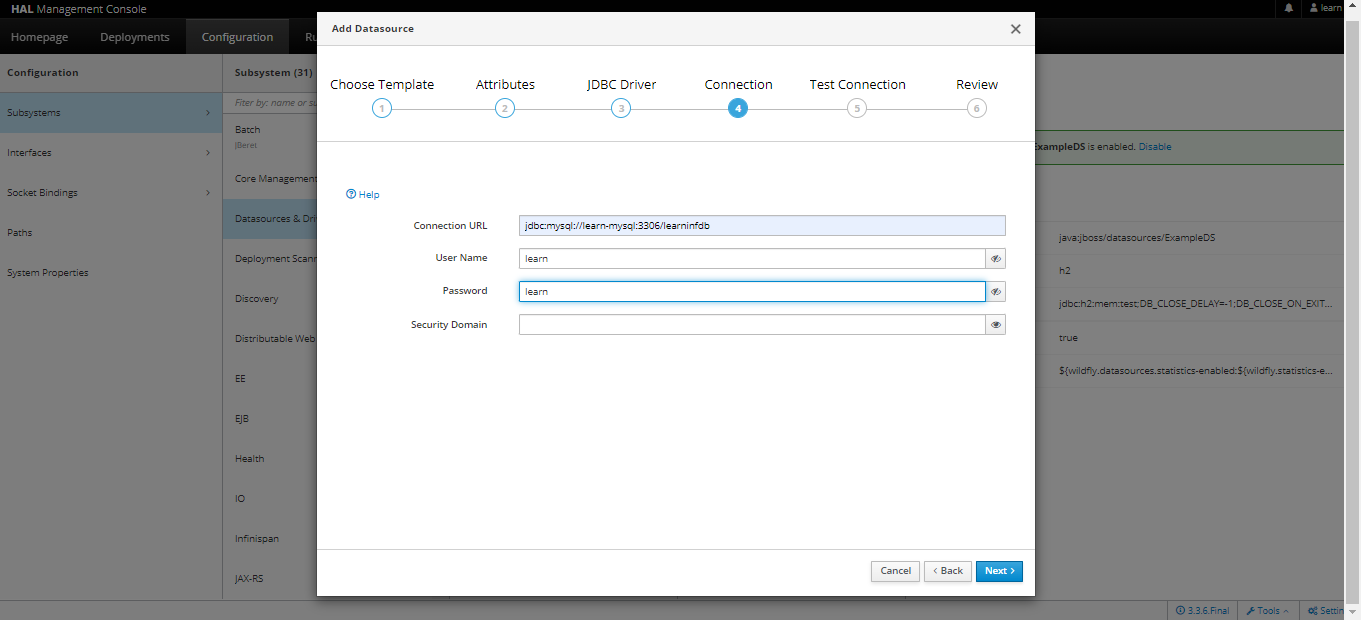 HAL Management Console
learn
Homepage
Deployments
Configuration
Ru
Configuration
Subsystems
Interfaces
Socket Bindings
Paths
System Properties
Subsystem (31)
Filter by: name or su
Batch
JBeret
Core Management
Datasources & Dri
Deployment Scann
Discovery
Distributable Web
EE
EJB
Health
IO
Infinispan
JAX-RS
Add Datasource
Choose Template
Attributes
JDBC Driver
Connection
Test Connection
Review
1
2
3
4
5
6
Help
Connection URL
jdbc:mysql://learn-mysql:3306/learninfdb
User Name
learn
Password
learn
Security Domain
Cancel
Back
Next
ExampleDS is enabled. Disable
java:jboss/datasources/ExampleDS
h2
jdbc:h2:mem:test;DB_CLOSE_DELAY=-1;DB_CLOSE_ON_EXIT...
true
${wildfly.datasources.statistics-enabled:${wildfly.statistics-e...
3.3.6.Final
Tools
Settin